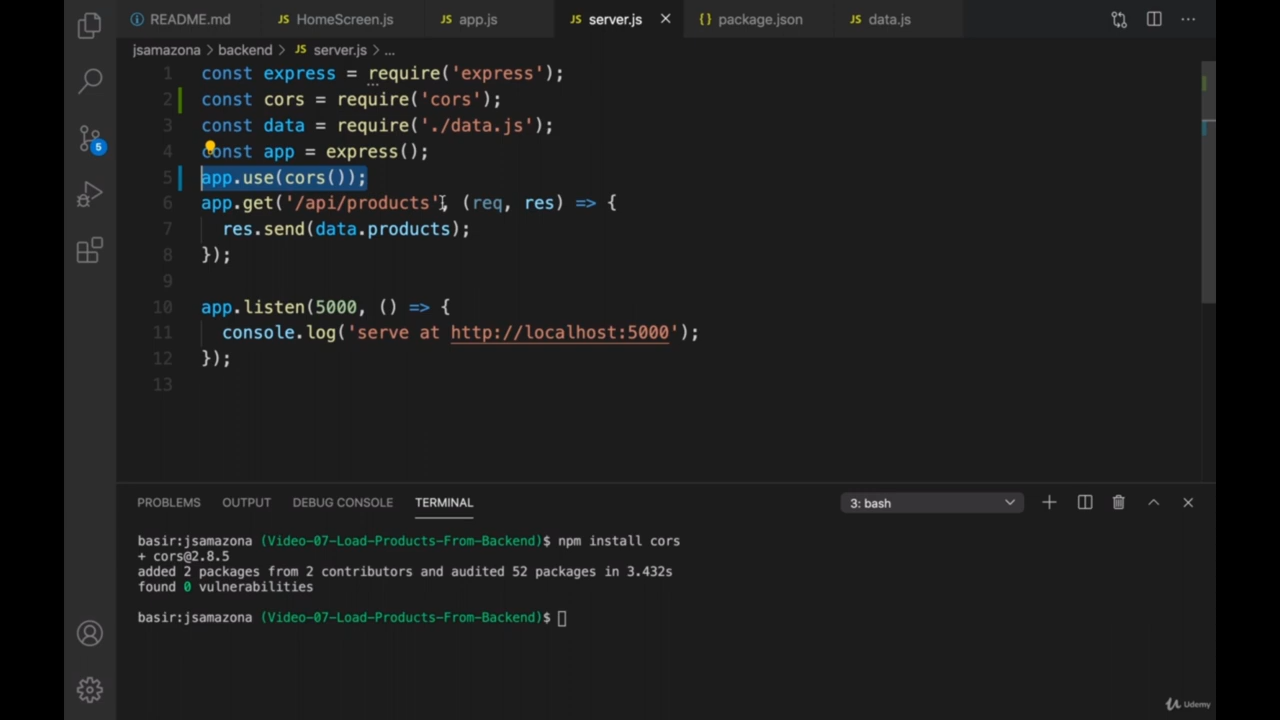 README.md
JS HomeScreen.js
JS app.js
JS server.js
{} package.json
JS data.js
jsamazona > backend > JS server.js > ...
1 const express = require('express');
2 const cors = require('cors');
3 const data = require('./data.js');
4 const app = express();
5 app.use(cors());
6 app.get('/api/products', (req, res) => {
7 res.send(data.products);
8 });
9
10 app.listen(5000, () => {
11 console.log('serve at http://localhost:5000');
12 });
13
5
PROBLEMS OUTPUT DEBUG CONSOLE TERMINAL 3: bash
basir:jsamazona (Video-07-Load-Products-From-Backend)$ npm install cors
+ cors@2.8.5
added 2 packages from 2 contributors and audited 52 packages in 3.432s
found 0 vulnerabilities
basir:jsamazona (Video-07-Load-Products-From-Backend)$
Udemy